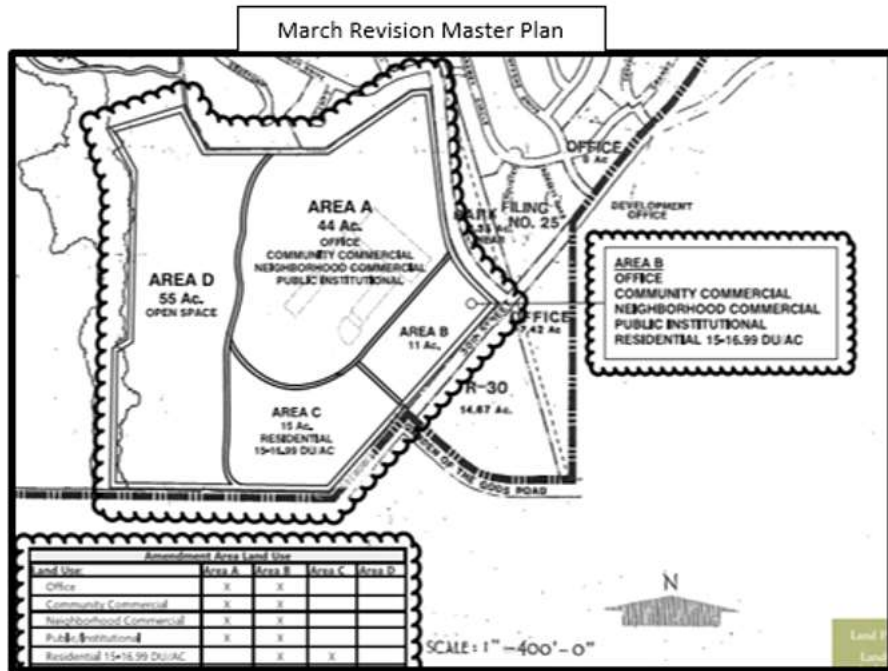 March Revision Master Plan
OFFICE
FILING
NO. 25
DEVELOPMENT
OFFICE
AREA A
44 Ac.
OFFICE
COMMUNITY COMMERCIAL
NEIGHBORHOOD COMMERCIAL
PUBLIC INSTITUTIONAL
AREA D
55 Ac.
OPEN SPACE
AREA B
OFFICE
COMMUNITY COMMERCIAL
NEIGHBORHOOD COMMERCIAL
PUBLIC INSTITUTIONAL
RESIDENTIAL 15-16.99 DU/AC
AREA B
11 Ac.
30TH STREET
OFFICE
7.42 Ac
R-30
14.67 Ac.
AREA C
15 Ac.
RESIDENTIAL
15-16.99 DU/AC
OF THE GODS ROAD
Amendment Area Land Use
Land Use: Area A Area B Area C Area D
Office X X
Community Commercial X X
Neighborhood Commercial X X
Public/Institutional X X
Residential 15-16.99 DU/AC X X
N
SCALE: 1"-400'-0"
Land